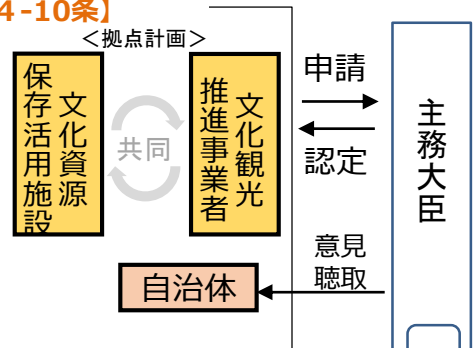 4-10条】
＜拠点計画＞
文化資源
保存活用施設
共同
文化観光
推進事業者
申請
認定
主務大臣
意見
聴取
自治体